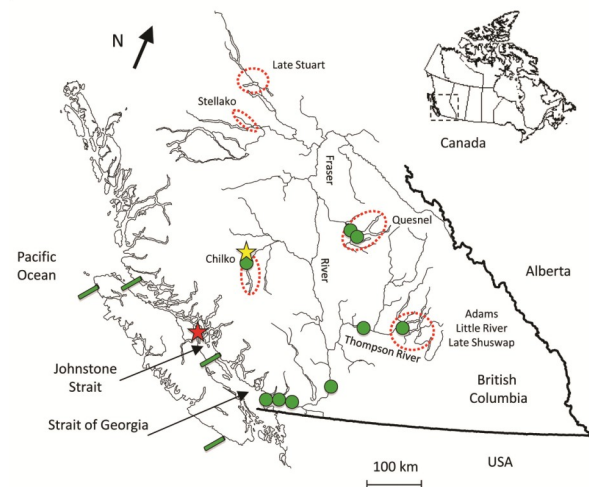 N
Late Stuart
Stellako
Canada
Fraser
River
Quesnel
Chilko
Pacific
Ocean
Alberta
Adams
Little River
Late Shuswap
Thompson River
Johnstone
Strait
British
Columbia
Strait of Georgia
USA
100 km